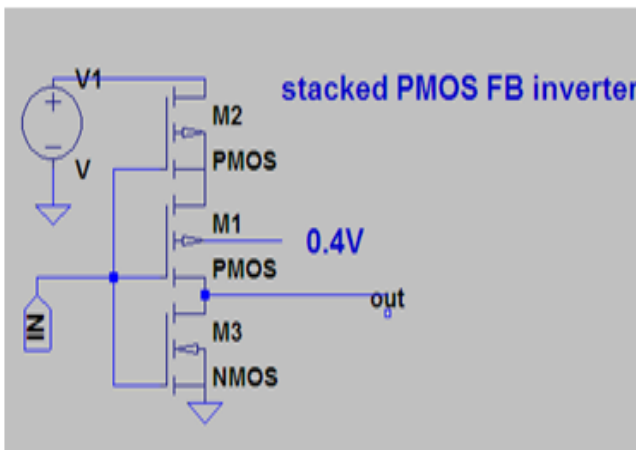 V1
stacked PMOS FB inverter
M2
V
PMOS
M1
0.4V
PMOS
out
IN
M3
NMOS